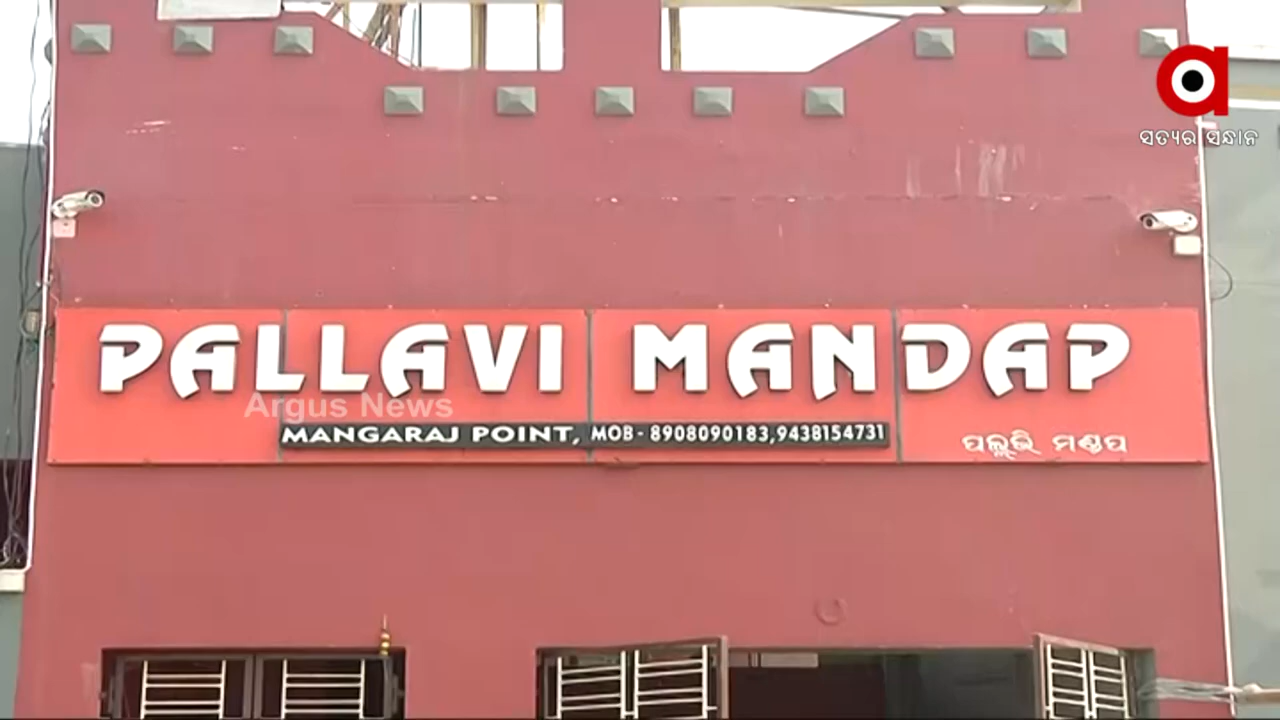 ସତ୍ୟର ସନ୍ଧାନ
PALLAVI MANDAP
Argus News
MANGARAJ POINT, MOB - 8908090183,9438154731
ପଲ୍ଲଭି ମଣ୍ଡପ